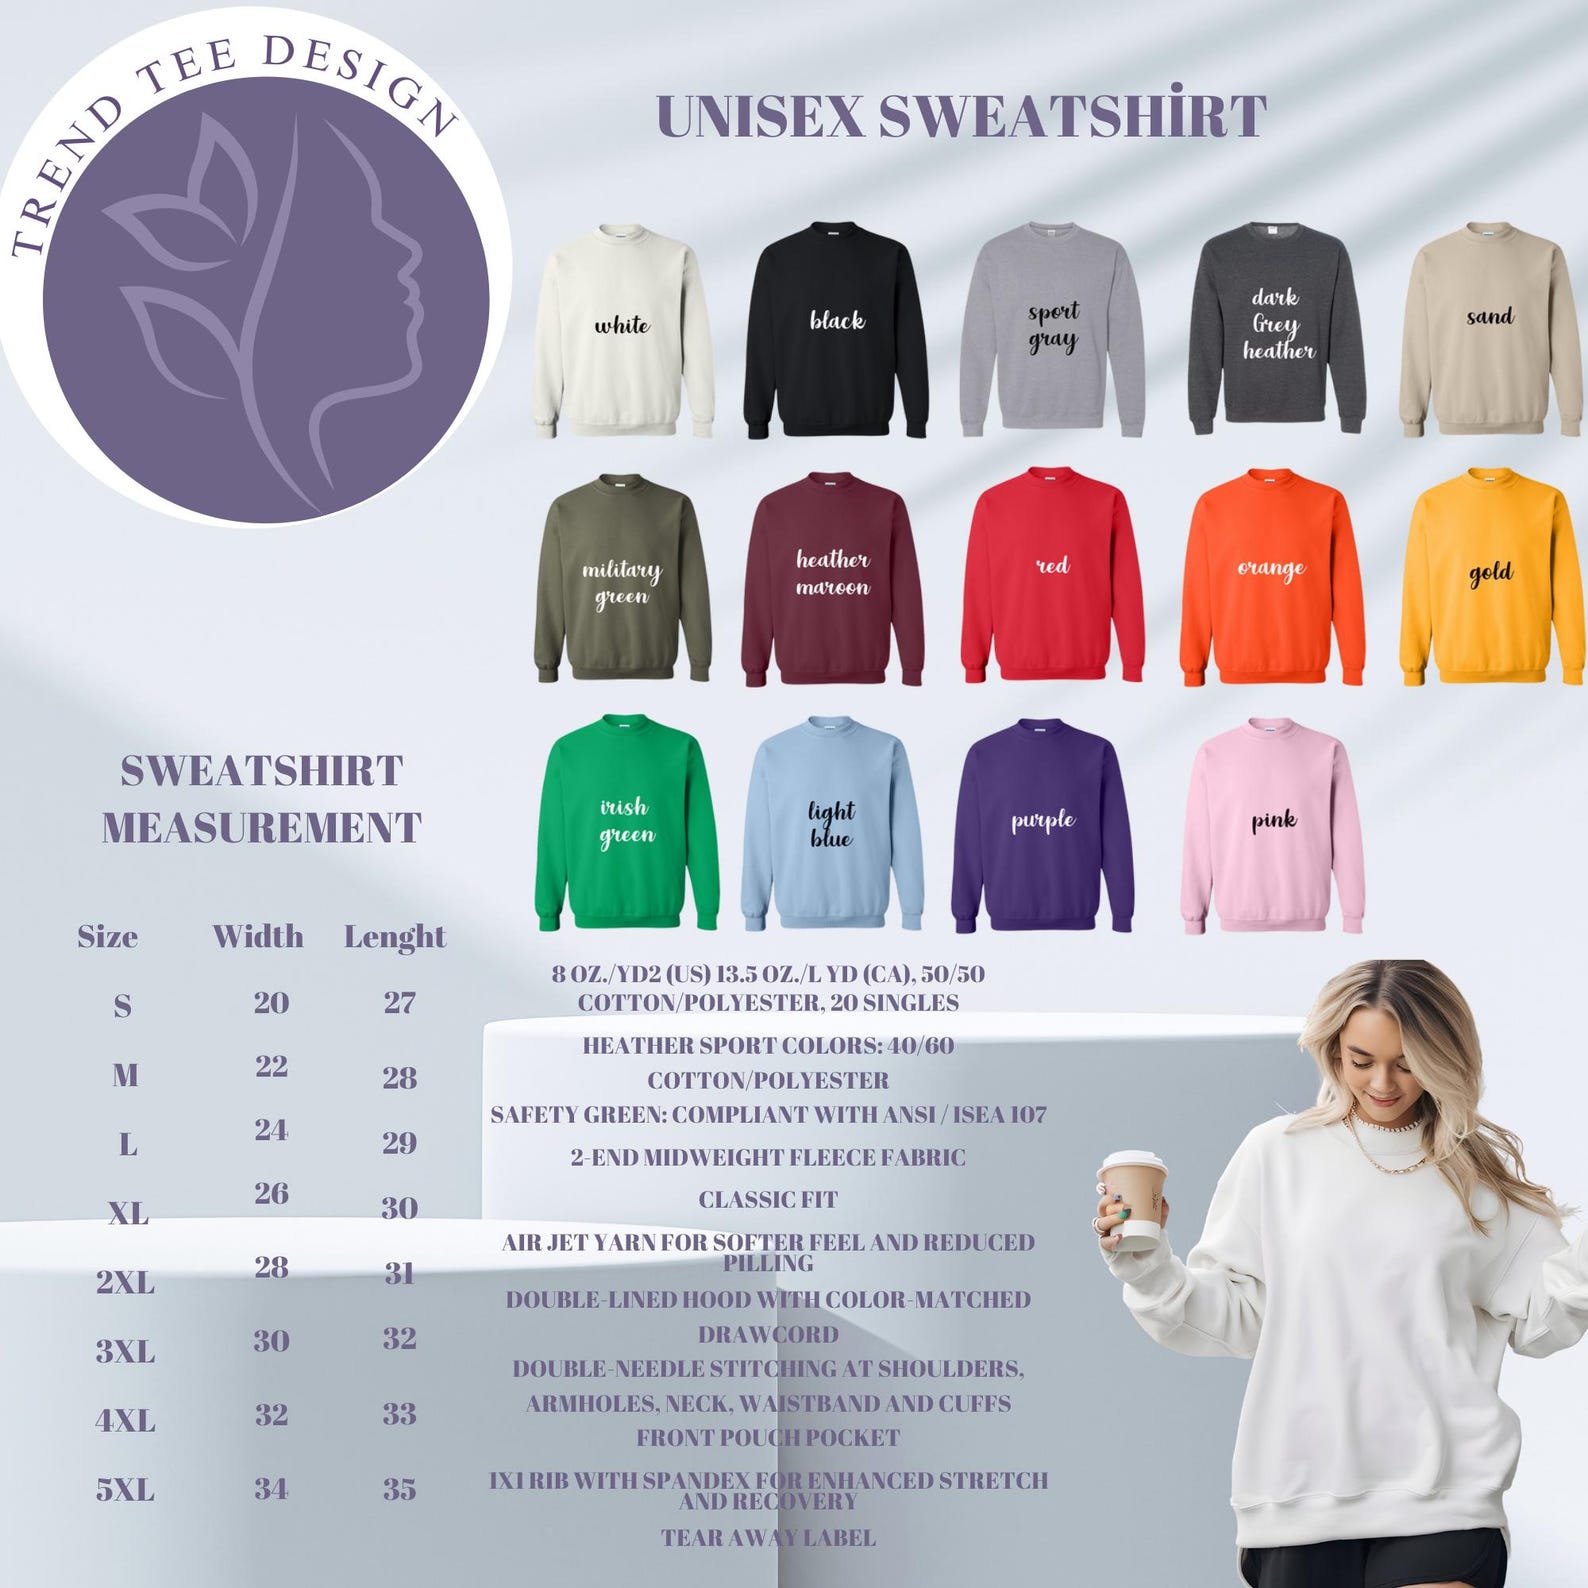 TREND TEE DESIGN
UNISEX SWEATSHİRT
white
black
sport
gray
dark
Grey
heather
sand
military
green
heather
maroon
red
orange
gold
irish
green
light
blue
purple
pink
SWEATSHIRT
MEASUREMENT
Size Width Lenght
S 20 27
M 22 28
L 24 29
XL 26 30
2XL 28 31
3XL 30 32
4XL 32 33
5XL 34 35
8 OZ./YD2 (US) 13.5 OZ./L YD (CA), 50/50
COTTON/POLYESTER, 20 SINGLES
HEATHER SPORT COLORS: 40/60
COTTON/POLYESTER
SAFETY GREEN: COMPLIANT WITH ANSI / ISEA 107
2-END MIDWEIGHT FLEECE FABRIC
CLASSIC FIT
AIR JET YARN FOR SOFTER FEEL AND REDUCED
PILLING
DOUBLE-LINED HOOD WITH COLOR-MATCHED
DRAWCORD
DOUBLE-NEEDLE STITCHING AT SHOULDERS,
ARMHOLES, NECK, WAISTBAND AND CUFFS
FRONT POUCH POCKET
1X1 RIB WITH SPANDEX FOR ENHANCED STRETCH
AND RECOVERY
TEAR AWAY LABEL